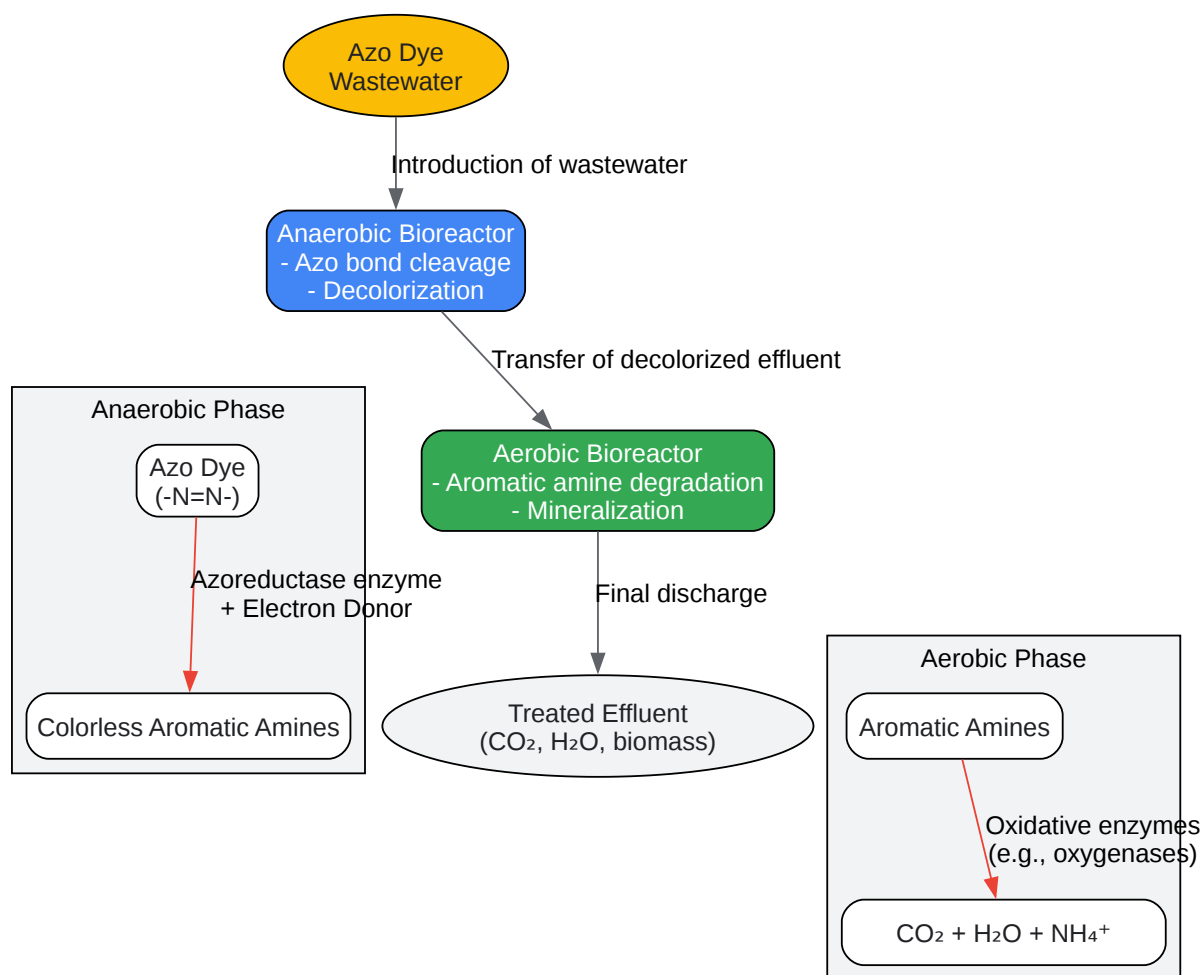 Azo Dye
Wastewater
Introduction of wastewater
Anaerobic Bioreactor
- Azo bond cleavage
- Decolorization
Transfer of decolorized effluent
Anaerobic Phase
Azo Dye
(-N=N-)
Azoreductase enzyme
+ Electron Donor
Colorless Aromatic Amines
Aerobic Bioreactor
- Aromatic amine degradation
- Mineralization
Final discharge
Treated Effluent
(CO₂, H₂O, biomass)
Aerobic Phase
Aromatic Amines
Oxidative enzymes
(e.g., oxygenases)
CO₂ + H₂O + NH₄⁺